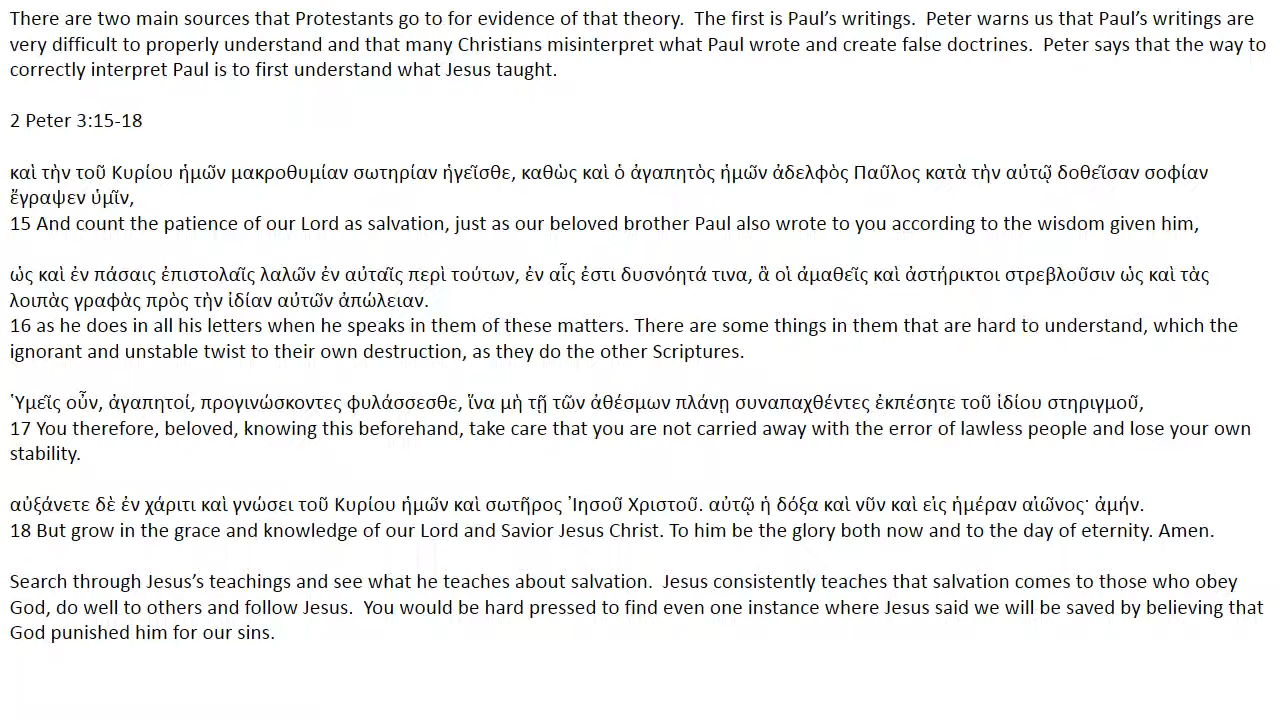 There are two main sources that Protestants go to for evidence of that theory.  The first is Paul’s writings.  Peter warns us that Paul’s writings are
very difficult to properly understand and that many Christians misinterpret what Paul wrote and create false doctrines.  Peter says that the way to
correctly interpret Paul is to first understand what Jesus taught.
2 Peter 3:15-18
καὶ τὴν τοῦ Κυρίου ἡμῶν μακροθυμίαν σωτηρίαν ἡγεῖσθε, καθὼς καὶ ὁ ἀγαπητὸς ἡμῶν ἀδελφὸς Παῦλος κατὰ τὴν αὐτῷ δοθεῖσαν σοφίαν
ἔγραψεν ὑμῖν,
15 And count the patience of our Lord as salvation, just as our beloved brother Paul also wrote to you according to the wisdom given him,
ὡς καὶ ἐν πάσαις ἐπιστολαῖς λαλῶν ἐν αὐταῖς περὶ τούτων, ἐν αἷς ἐστι δυσνόητά τινα, ἃ οἱ ἀμαθεῖς καὶ ἀστήρικτοι στρεβλοῦσιν ὡς καὶ τὰς
λοιπὰς γραφὰς πρὸς τὴν ἰδίαν αὐτῶν ἀπώλειαν.
16 as he does in all his letters when he speaks in them of these matters. There are some things in them that are hard to understand, which the
ignorant and unstable twist to their own destruction, as they do the other Scriptures.
Ὑμεῖς οὖν, ἀγαπητοί, προγινώσκοντες φυλάσσεσθε, ἵνα μὴ τῇ τῶν ἀθέσμων πλάνῃ συναπαχθέντες ἐκπέσητε τοῦ ἰδίου στηριγμοῦ,
17 You therefore, beloved, knowing this beforehand, take care that you are not carried away with the error of lawless people and lose your own
stability.
αὐξάνετε δὲ ἐν χάριτι καὶ γνώσει τοῦ Κυρίου ἡμῶν καὶ σωτῆρος Ἰησοῦ Χριστοῦ. αὐτῷ ἡ δόξα καὶ νῦν καὶ εἰς ἡμέραν αἰῶνος· ἀμήν.
18 But grow in the grace and knowledge of our Lord and Savior Jesus Christ. To him be the glory both now and to the day of eternity. Amen.
Search through Jesus’s teachings and see what he teaches about salvation.  Jesus consistently teaches that salvation comes to those who obey
God, do well to others and follow Jesus.  You would be hard pressed to find even one instance where Jesus said we will be saved by believing that
God punished him for our sins.